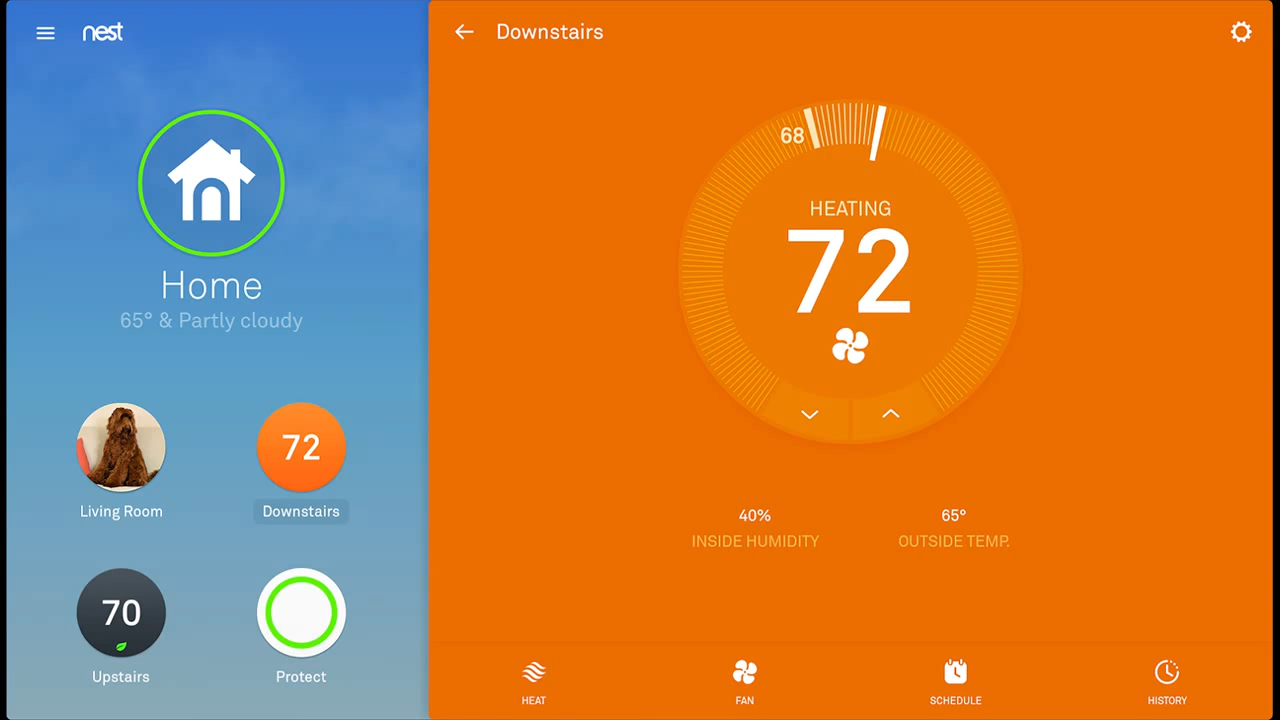 nest
Home
65° & Partly cloudy
Living Room
72
Downstairs
70
Upstairs
Protect
Downstairs
68
HEATING
72
40%
INSIDE HUMIDITY
65°
OUTSIDE TEMP.
HEAT
FAN
SCHEDULE
HISTORY